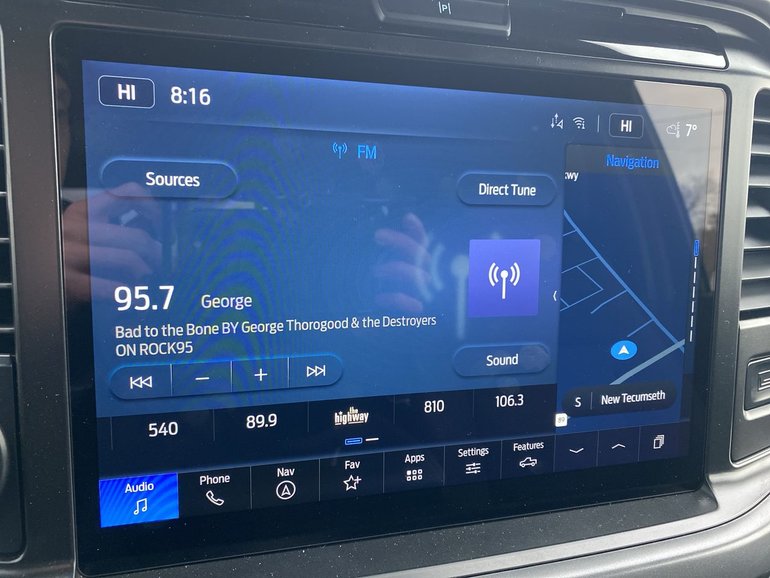 P
HI 8:16
HI 7°
FM
Navigation
Sources
Direct Tune
95.7 George
Bad to the Bone BY George Thorogood & the Destroyers
ON ROCK95
Sound
S New Tecumseth
540 89.9 the highway 810 106.3
89
Audio Phone Nav Fav Apps Settings Features